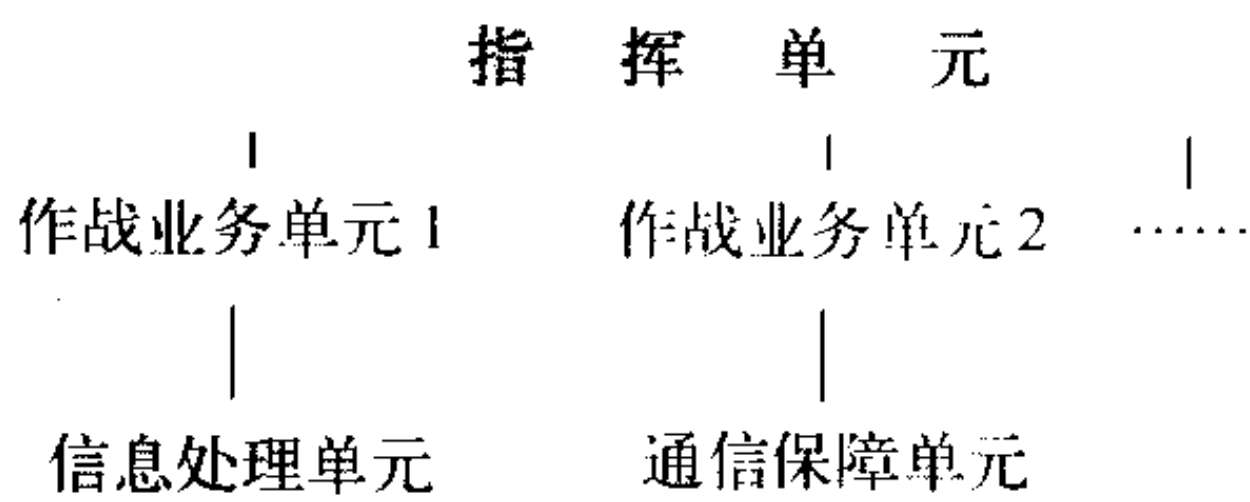 指 挥 单 元
作战业务单元1 作战业务单元2 ······
信息处理单元 通信保障单元